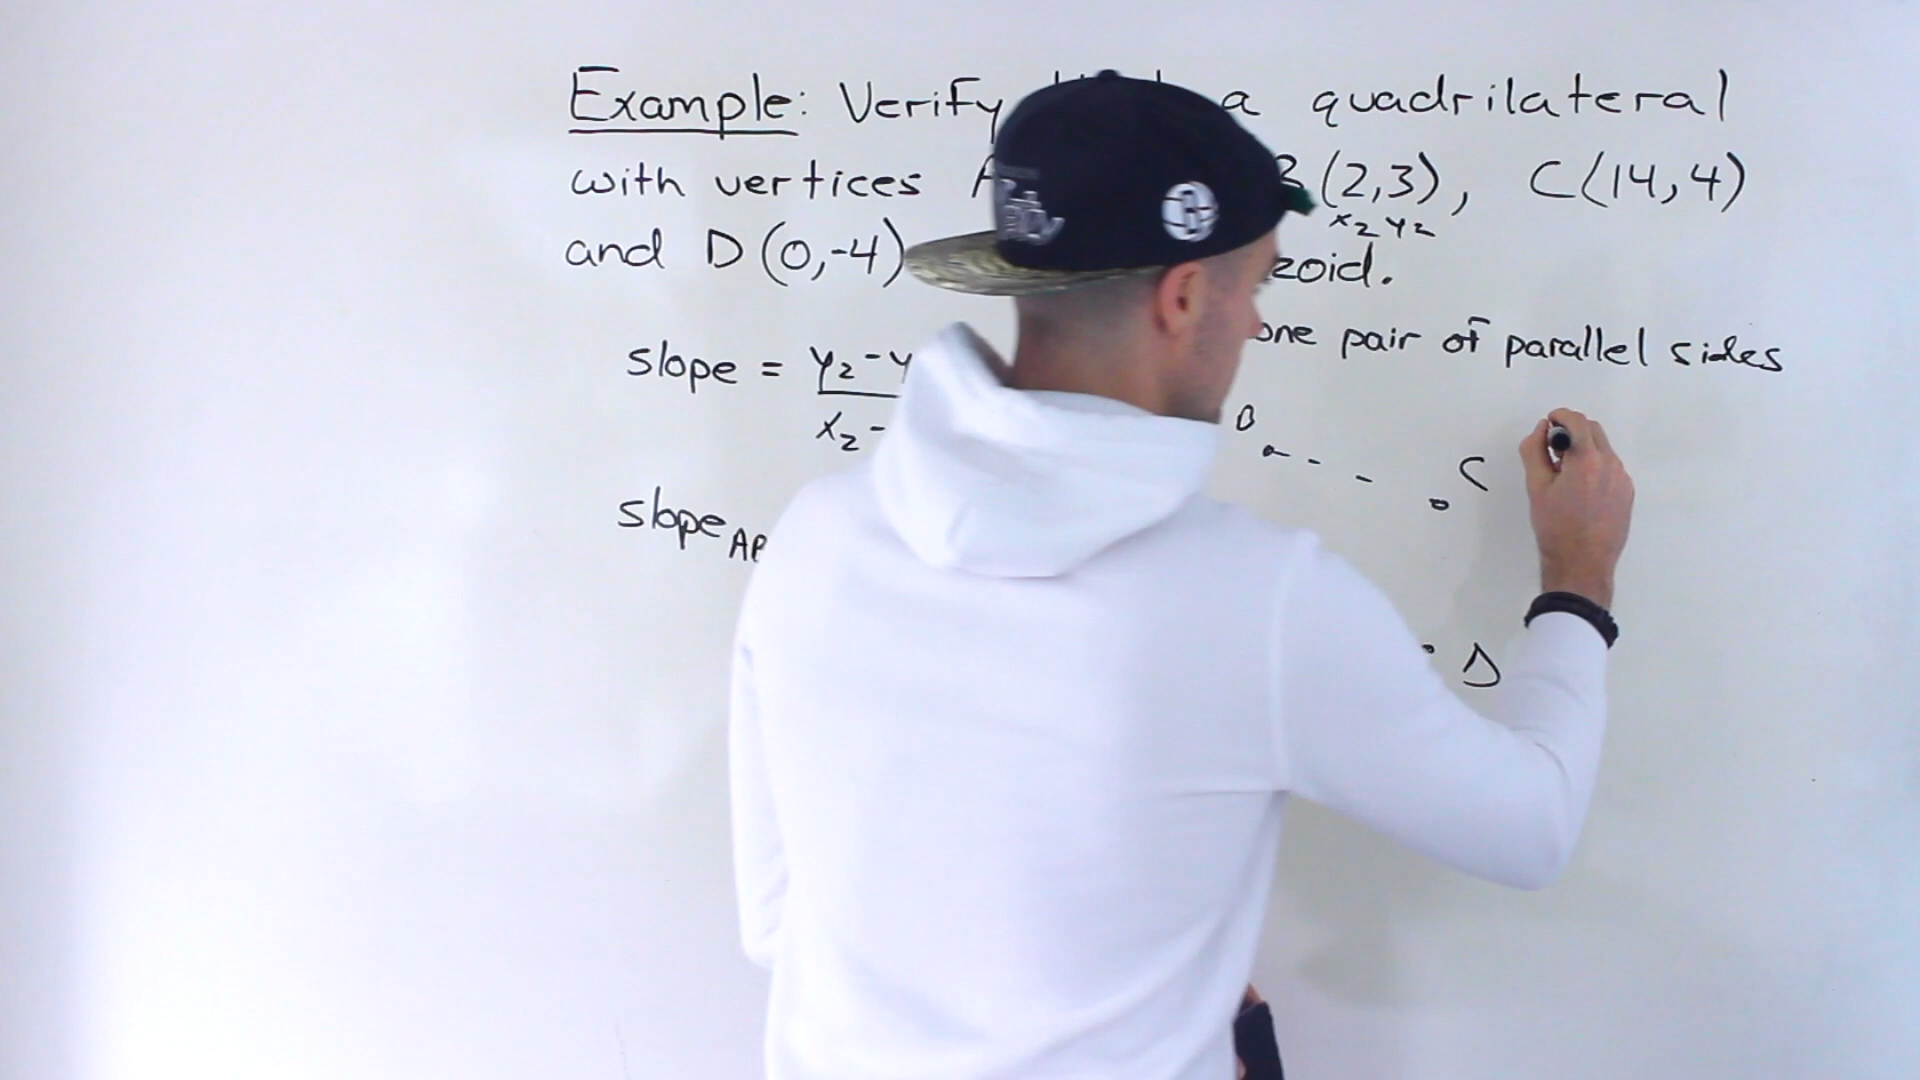 Example: Verify a quadrilateral
with vertices (2,3), C(14,4)
x2 y2
and D(0,-4) zoid.
one pair of parallel sides
slope = y2 - y
x2 -
B
C
slope
D